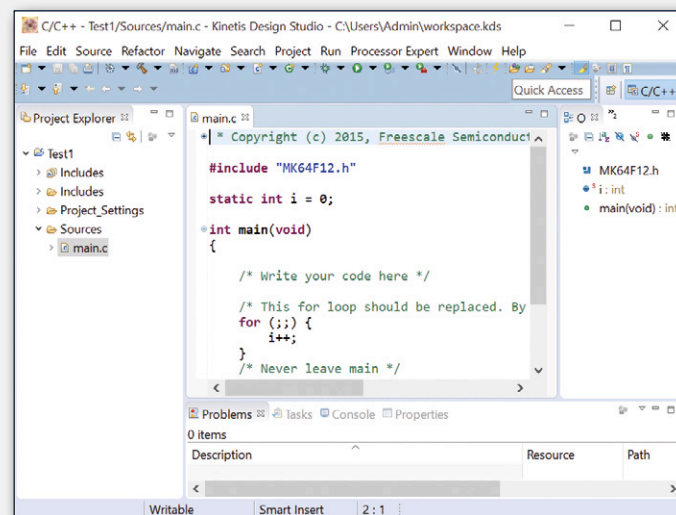 C/C++ - Test1/Sources/main.c - Kinetis Design Studio - C:\Users\Admin\workspace.kds
File Edit Source Refactor Navigate Search Project Run Processor Expert Window Help
Quick Access
C/C++
Project Explorer
Test1
Includes
Includes
Project_Settings
Sources
main.c
main.c
* Copyright (c) 2015, Freescale Semiconduct
#include "MK64F12.h"
static int i = 0;
int main(void)
{
/* Write your code here */
/* This for loop should be replaced. By
for (;;) {
i++;
}
/* Never leave main */
O
"2
MK64F12.h
S i : int
main(void) : int
Problems Tasks Console Properties
0 items
Description Resource Path
Writable Smart Insert 2 : 1